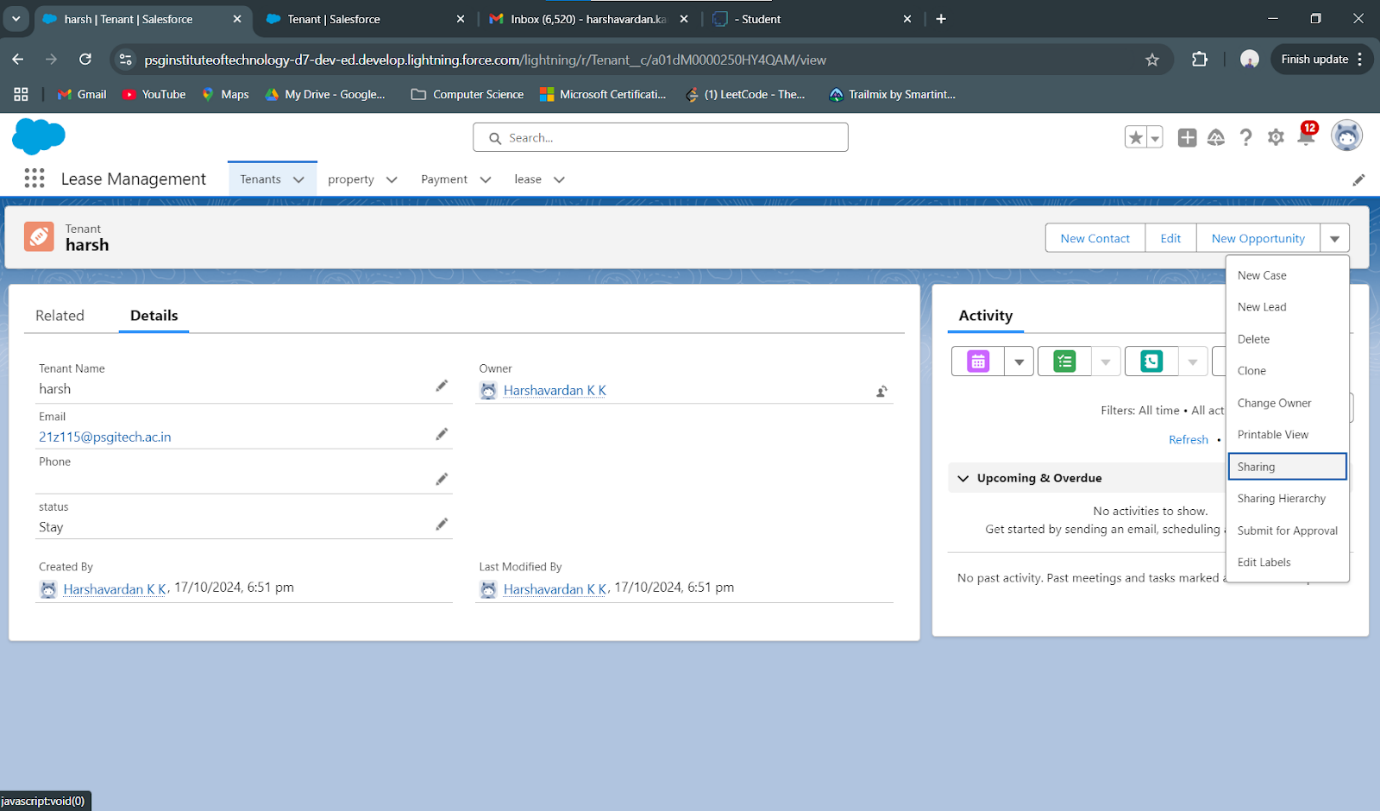 harsh | Tenant | Salesforce
Tenant | Salesforce
Inbox (6,520) - harshavardan.ka
- Student
psginstituteoftechnology-d7-dev-ed.develop.lightning.force.com/lightning/r/Tenant__c/a01dM0000250HY4QAM/view
Finish update
Gmail
YouTube
Maps
My Drive - Google...
Computer Science
Microsoft Certificati...
(1) LeetCode - The...
Trailmix by Smartint...
Search...
12
Lease Management
Tenants
property
Payment
lease
Tenant
harsh
New Contact
Edit
New Opportunity
New Case
New Lead
Delete
Clone
Change Owner
Printable View
Sharing
Sharing Hierarchy
Submit for Approval
Edit Labels
Related
Details
Tenant Name
harsh
Owner
Harshavardan K K
Email
21z115@psgitech.ac.in
Phone
status
Stay
Created By
Harshavardan K K, 17/10/2024, 6:51 pm
Last Modified By
Harshavardan K K, 17/10/2024, 6:51 pm
Activity
Filters: All time • All act
Refresh •
Upcoming & Overdue
No activities to show.
Get started by sending an email, scheduling
No past activity. Past meetings and tasks marked
javascript:void(0)